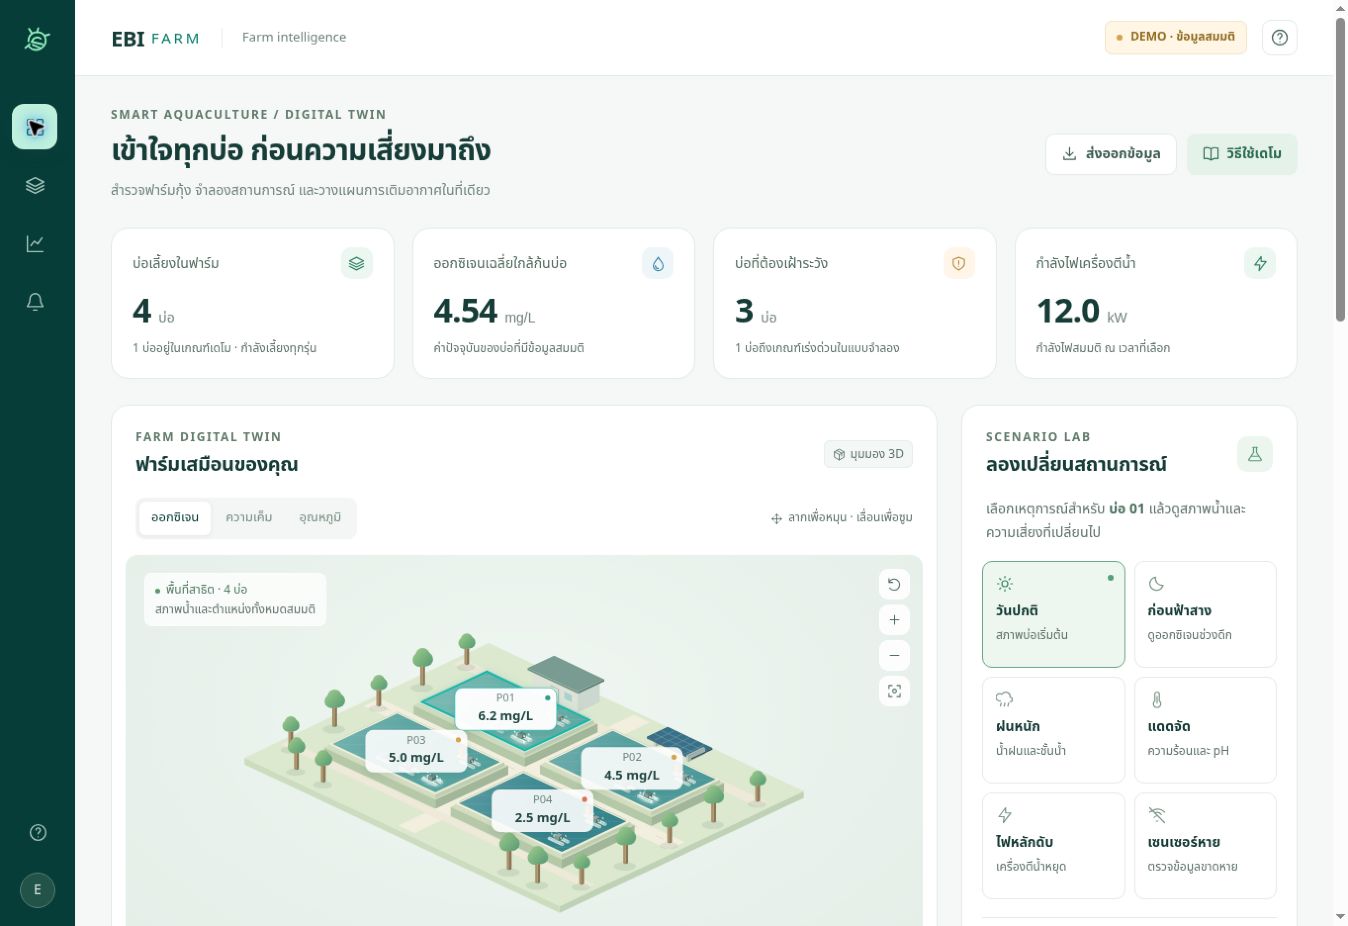 EBI FARM
Farm intelligence
DEMO · ข้อมูลสมมติ
SMART AQUACULTURE / DIGITAL TWIN
เข้าใจทุกบ่อ ก่อนความเสี่ยงมาถึง
สำรวจฟาร์มกุ้ง จำลองสถานการณ์ และวางแผนการเติมอากาศในที่เดียว
ส่งออกข้อมูล
วิธีใช้เดโม
บ่อเลี้ยงในฟาร์ม
4 บ่อ
1 บ่ออยู่ในเกณฑ์เดโม · กำลังเลี้ยงทุกรุ่น
ออกซิเจนเฉลี่ยใกล้ก้นบ่อ
4.54 mg/L
ค่าปัจจุบันของบ่อที่มีข้อมูลสมมติ
บ่อที่ต้องเฝ้าระวัง
3 บ่อ
1 บ่อถึงเกณฑ์เร่งด่วนในแบบจำลอง
กำลังไฟเครื่องตีน้ำ
12.0 kW
กำลังไฟสมมติ ณ เวลาที่เลือก
FARM DIGITAL TWIN
ฟาร์มเสมือนของคุณ
มุมมอง 3D
ออกซิเจน
ความเค็ม
อุณหภูมิ
ลากเพื่อหมุน · เลื่อนเพื่อซูม
พื้นที่สาธิต · 4 บ่อ
สภาพน้ำและตำแหน่งทั้งหมดสมมติ
P01
6.2 mg/L
P03
5.0 mg/L
P02
4.5 mg/L
P04
2.5 mg/L
SCENARIO LAB
ลองเปลี่ยนสถานการณ์
เลือกเหตุการณ์สำหรับ บ่อ 01 แล้วดูสภาพน้ำและ
ความเสี่ยงที่เปลี่ยนไป
วันปกติ
สภาพบ่อเริ่มต้น
ก่อนฟ้าสาง
ดูออกซิเจนช่วงดึก
ฝนหนัก
น้ำฝนและชั้นน้ำ
แดดจัด
ความร้อนและ pH
ไฟหลักดับ
เครื่องตีน้ำหยุด
เซนเซอร์หาย
ตรวจข้อมูลขาดหาย
E